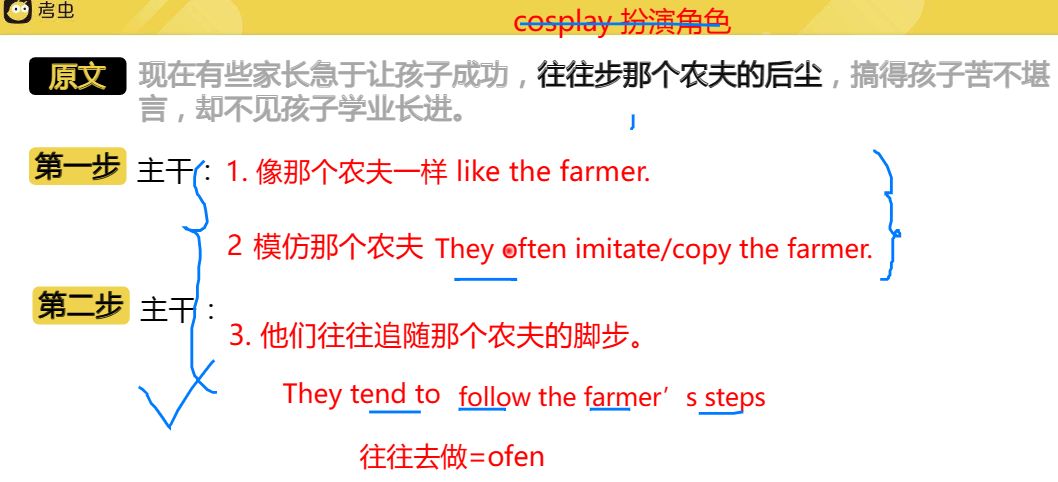 考虫
cosplay 扮演角色
原文 现在有些家长急于让孩子成功，往往步那个农夫的后尘，搞得孩子苦不堪
言，却不见孩子学业长进。
第一步 主干： 1. 像那个农夫一样 like the farmer.
2 模仿那个农夫 They often imitate/copy the farmer.
第二步 主干：
3. 他们往往追随那个农夫的脚步。
They tend to follow the farmer’s steps
往往去做=ofen